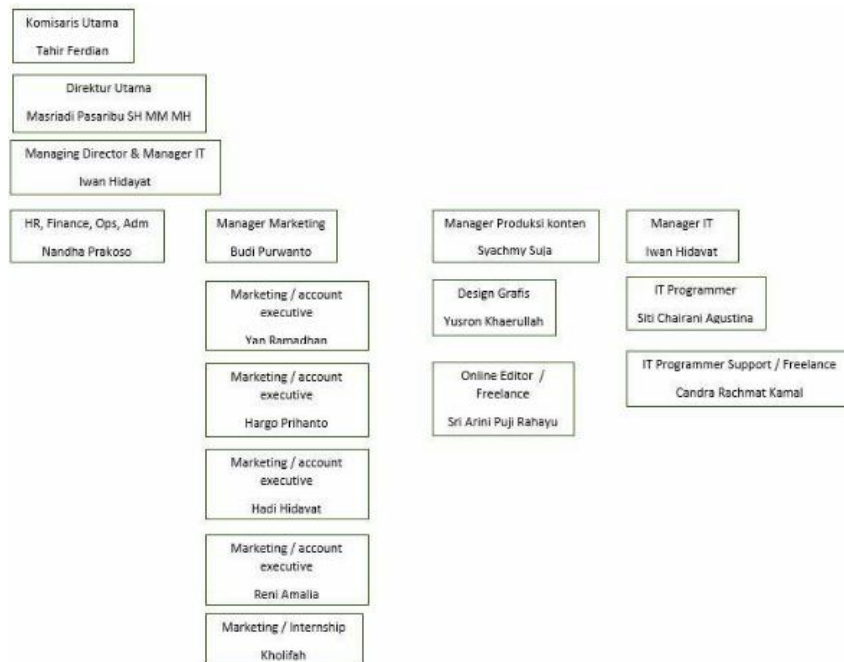 Komisaris Utama
Tahir Ferdian
Direktur Utama
Masriadi Pasaribu SH MM MH
Managing Director & Manager IT
Iwan Hidayat
HR, Finance, Ops, Adm
Nandha Prakoso
Manager Marketing
Budi Purwanto
Marketing / account
executive
Yan Ramadhan
Marketing / account
executive
Hargo Prihanto
Marketing / account
executive
Hadi Hidayat
Marketing / account
executive
Reni Amalia
Marketing / Internship
Kholifah
Manager Produksi konten
Syachmy Suja
Design Grafis
Yusron Khaerullah
Online Editor /
Freelance
Sri Arini Puji Rahayu
Manager IT
Iwan Hidayat
IT Programmer
Siti Chairani Agustina
IT Programmer Support / Freelance
Candra Rachmat Kamal